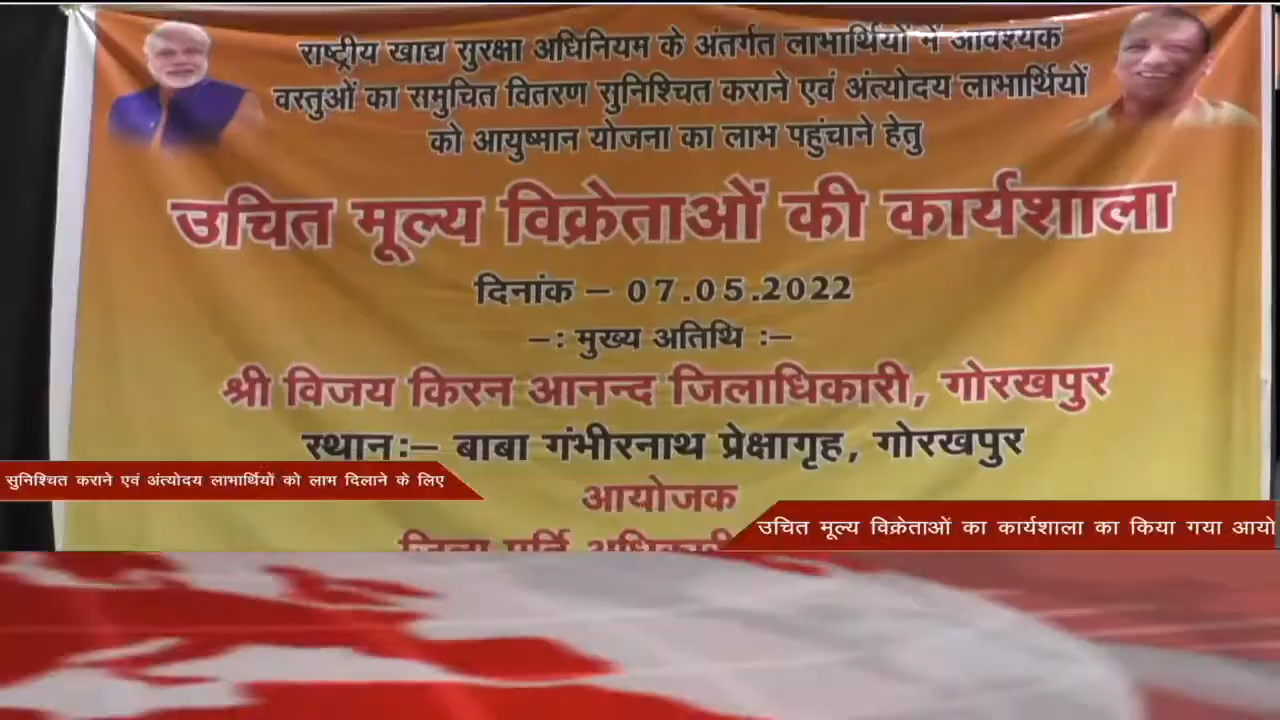 राष्ट्रीय खाद्य सुरक्षा अधिनियम के अंतर्गत लाभार्थियों में आवश्यक
वस्तुओं का समुचित वितरण सुनिश्चित कराने एवं अंत्योदय लाभार्थियों
को आयुष्मान योजना का लाभ पहुंचाने हेतु
उचित मूल्य विक्रेताओं की कार्यशाला
दिनांक – 07.05.2022
–: मुख्य अतिथि :–
श्री विजय किरन आनन्द जिलाधिकारी, गोरखपुर
स्थान:– बाबा गंभीरनाथ प्रेक्षागृह, गोरखपुर
सुनिश्चित कराने एवं अंत्योदय लाभार्थियों को लाभ दिलाने के लिए
आयोजक
उचित मूल्य विक्रेताओं का कार्यशाला का किया गया आयो